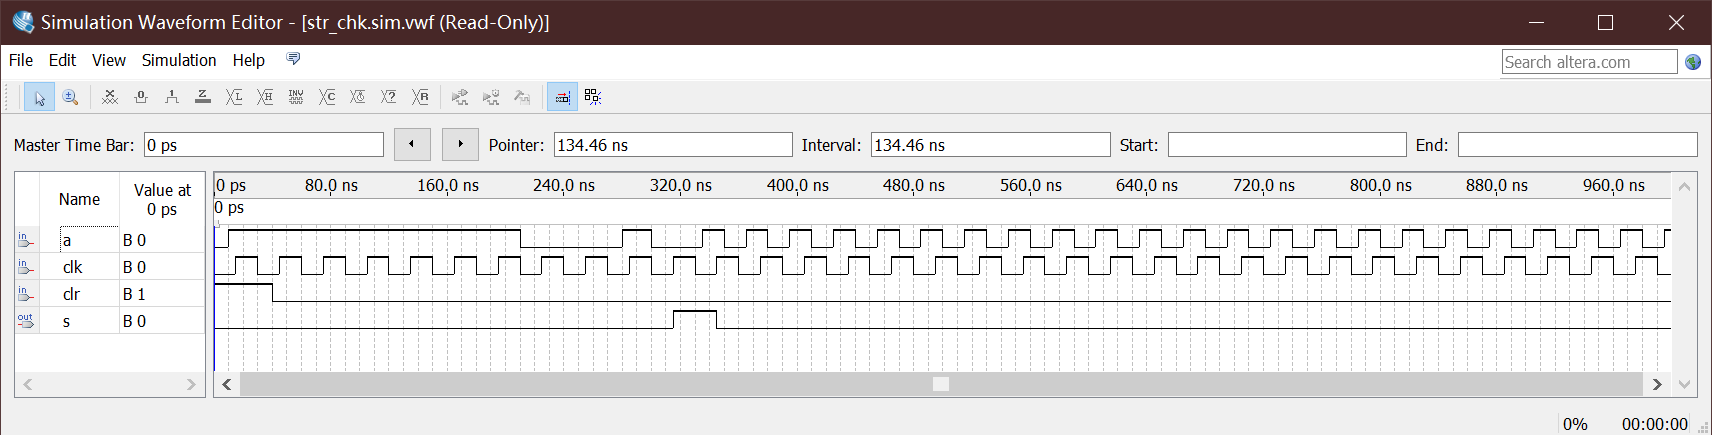 Simulation Waveform Editor - [str_chk.sim.vwf (Read-Only)]
File Edit View Simulation Help
Search altera.com
Master Time Bar: 0 ps Pointer: 134.46 ns Interval: 134.46 ns Start: End:
Name Value at 0 ps
0 ps 80.0 ns 160.0 ns 240.0 ns 320.0 ns 400.0 ns 480.0 ns 560.0 ns 640.0 ns 720.0 ns 800.0 ns 880.0 ns 960.0 ns
0 ps
in a B 0
in clk B 0
in clr B 1
out s B 0
0% 00:00:00